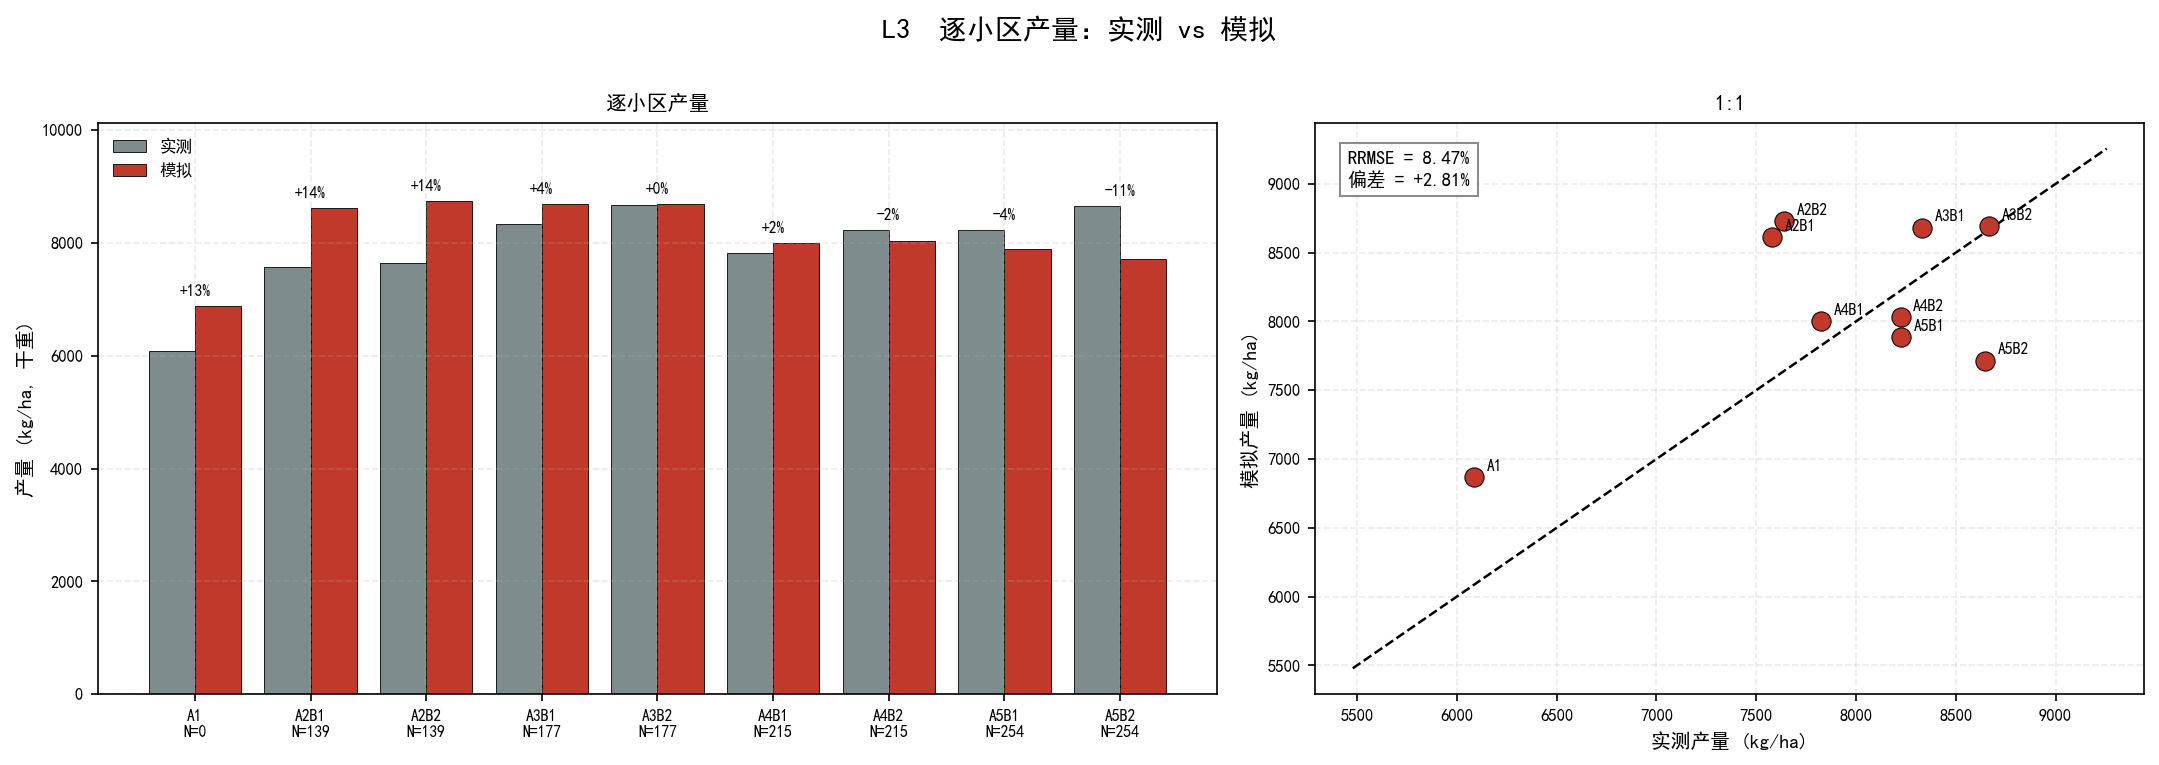 L3 逐小区产量：实测 vs 模拟
逐小区产量
产量 (kg/ha, 干重)
10000
8000
6000
4000
2000
0
实测
模拟
+13%
+14%
+14%
+4%
+0%
+2%
−2%
−4%
−11%
A1
N=0
A2B1
N=139
A2B2
N=139
A3B1
N=177
A3B2
N=177
A4B1
N=215
A4B2
N=215
A5B1
N=254
A5B2
N=254
1:1
模拟产量 (kg/ha)
9000
8500
8000
7500
7000
6500
6000
5500
RRMSE = 8.47%
偏差 = +2.81%
A2B2
A2B1
A3B1
A3B2
A4B1
A4B2
A5B1
A5B2
A1
5500
6000
6500
7000
7500
8000
8500
9000
实测产量 (kg/ha)